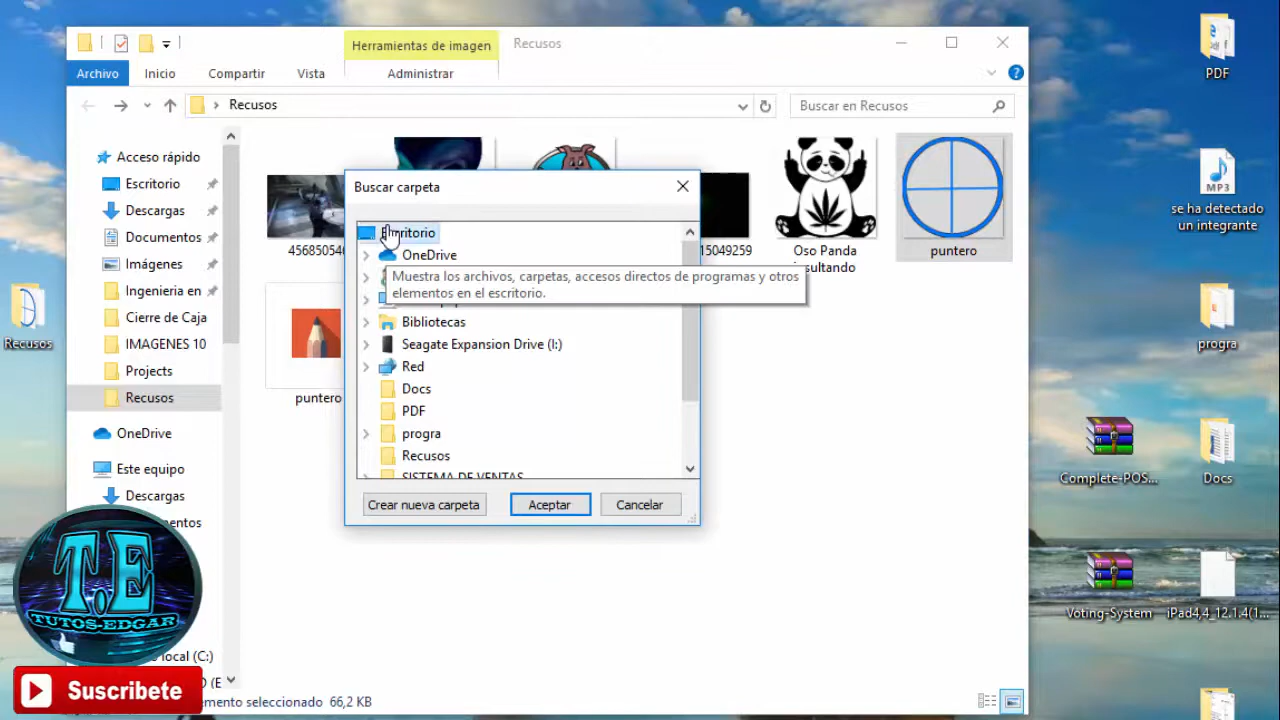 Herramientas de imagen
Recusos
Archivo
Inicio
Compartir
Vista
Administrar
Recusos
Buscar en Recusos
Acceso rápido
Escritorio
Descargas
Documentos
Imágenes
Ingenieria en
Cierre de Caja
IMAGENES 10
Projects
Recusos
OneDrive
Este equipo
Descargas
local (C:)
(E
mento seleccionado 66,2 KB
15049259
Oso Panda
sultando
puntero
puntero
Buscar carpeta
Escritorio
OneDrive
Muestra los archivos, carpetas, accesos directos de programas y otros
elementos en el escritorio.
Bibliotecas
Seagate Expansion Drive (I:)
Red
Docs
PDF
progra
Recusos
SISTEMA DE VENTAS
Crear nueva carpeta
Aceptar
Cancelar
Recusos
PDF
MP3
se ha detectado
un integrante
progra
Complete-POS...
Docs
Voting-System
iPad4,4_12.1.4(1...
T.E
TUTOS-EDGAR
Suscribete